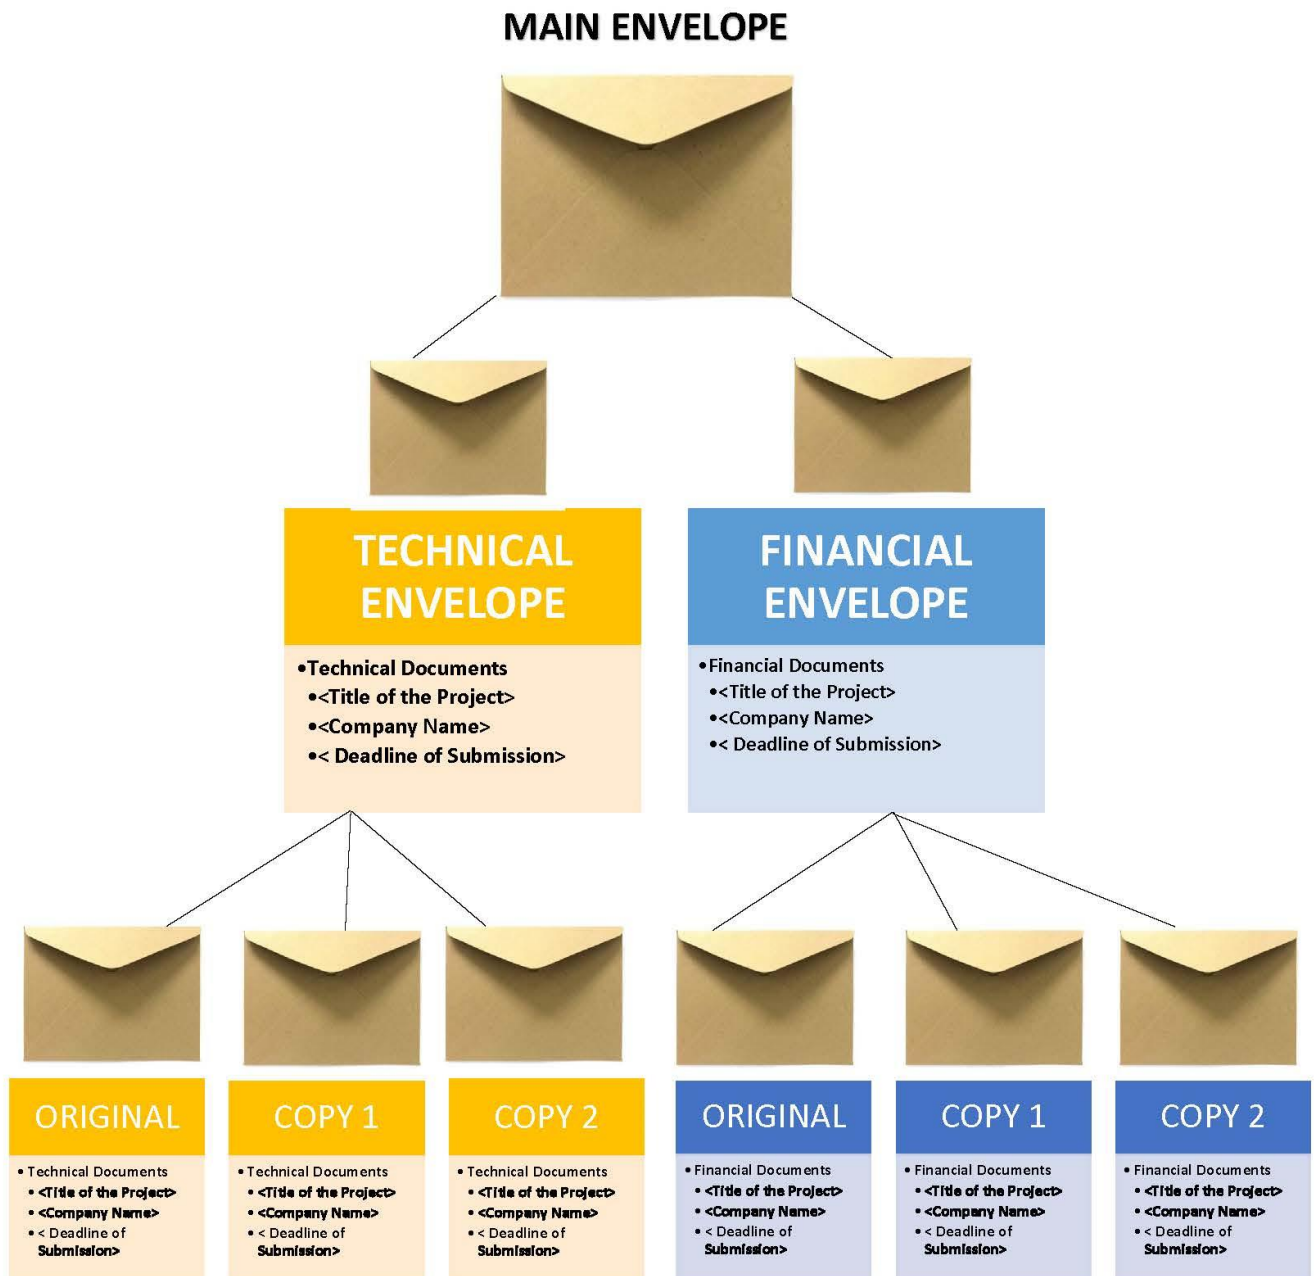 MAIN ENVELOPE
TECHNICAL
ENVELOPE
•Technical Documents
•<Title of the Project>
•<Company Name>
•< Deadline of Submission>
FINANCIAL
ENVELOPE
•Financial Documents
•<Title of the Project>
•<Company Name>
•< Deadline of Submission>
ORIGINAL
• Technical Documents
• <Title of the Project>
• <Company Name>
• < Deadline of
Submission>
COPY 1
• Technical Documents
• <Title of the Project>
• <Company Name>
• < Deadline of
Submission>
COPY 2
• Technical Documents
• <Title of the Project>
• <Company Name>
• < Deadline of
Submission>
ORIGINAL
• Financial Documents
• <Title of the Project>
• <Company Name>
• < Deadline of
Submission>
COPY 1
• Financial Documents
• <Title of the Project>
• <Company Name>
• < Deadline of
Submission>
COPY 2
• Financial Documents
• <Title of the Project>
• <Company Name>
• < Deadline of
Submission>